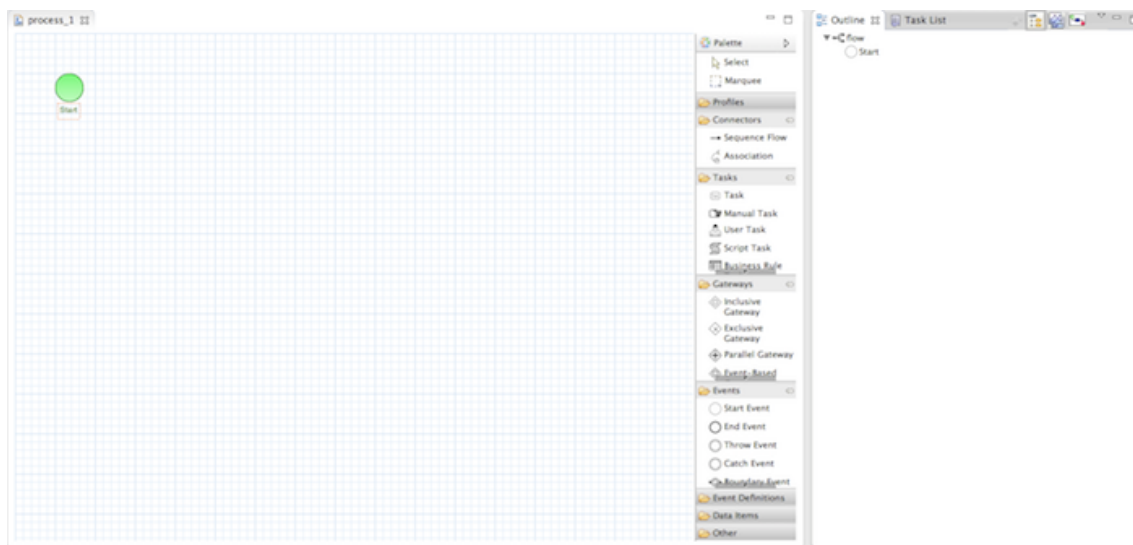 process_1
Start
Palette
Select
Marquee
Profiles
Connectors
Sequence Flow
Association
Tasks
Task
Manual Task
User Task
Script Task
Business Rule
Gateways
Inclusive
Gateway
Exclusive
Gateway
Parallel Gateway
Event-Based
Events
Start Event
End Event
Throw Event
Catch Event
Boundary Event
Event Definitions
Data Items
Other
Outline
Task List
flow
Start